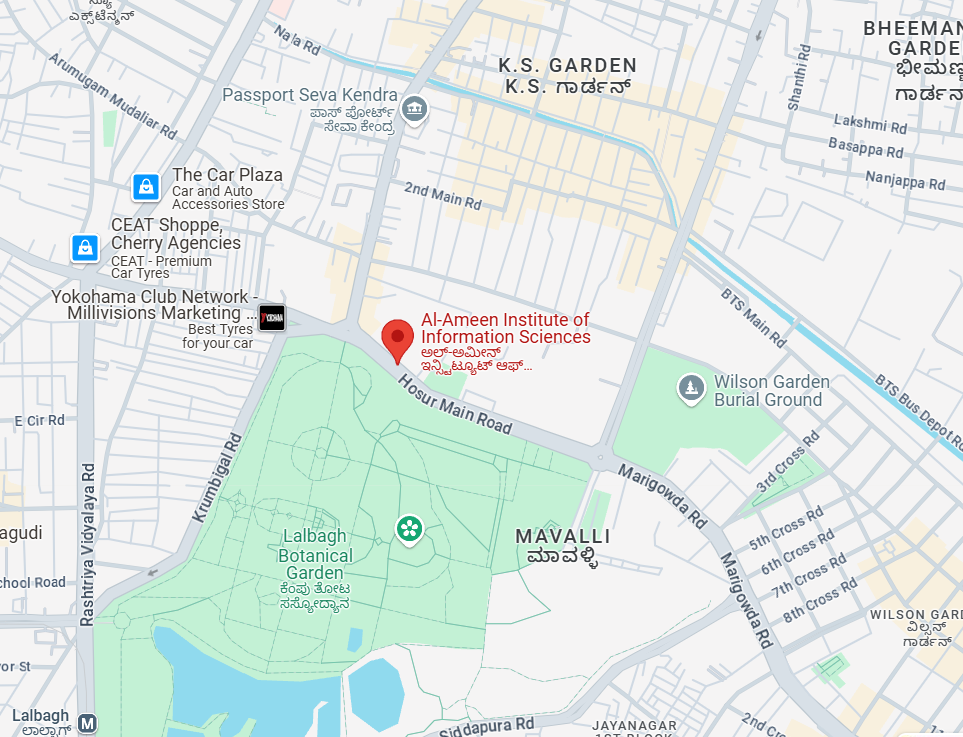 ಎಕ್ಸ್‌ಟೆನ್ಶನ್
Nala Rd
Arumugam Mudaliar Rd
K.S. GARDEN
K.S. ಗಾರ್ಡನ್
BHEEMAN
GARDE
ಭೀಮಣ್ಣ
ಗಾರ್ಡನ್
Shanthi Rd
Passport Seva Kendra
ಪಾಸ್ ಪೋರ್ಟ್
ಸೇವಾ ಕೇಂದ್ರ
Lakshmi Rd
Basappa Rd
Nanjappa Rd
The Car Plaza
Car and Auto
Accessories Store
2nd Main Rd
CEAT Shoppe,
Cherry Agencies
CEAT - Premium
Car Tyres
Yokohama Club Network -
Millivisions Marketing ...
Best Tyres
for your car
Al-Ameen Institute of
Information Sciences
ಅಲ್-ಅಮೀನ್
ಇನ್ಸ್ಟಿಟ್ಯೂಟ್ ಆಫ್...
BTS Main Rd
BTS Bus Depot Rd
Wilson Garden
Burial Ground
Hosur Main Road
E Cir Rd
Krumbigal Rd
Rashtriya Vidyalaya Rd
3rd Cross Rd
Marigowda Rd
5th Cross Rd
6th Cross Rd
7th Cross Rd
8th Cross Rd
agudi
Lalbagh
Botanical
Garden
ಕೆಂಪು ತೋಟ
ಸಸ್ಯೋದ್ಯಾನ
MAVALLI
ಮಾವಳ್ಳಿ
Marigowda Rd
chool Road
WILSON GARD
ವಿಲ್ಸನ್
ಗಾರ್ಡನ್
vor St
Lalbagh
ಲಾಲ್ಬಾಗ್
M
Siddapura Rd
JAYANAGAR
1ST BLOCK
2nd Cross